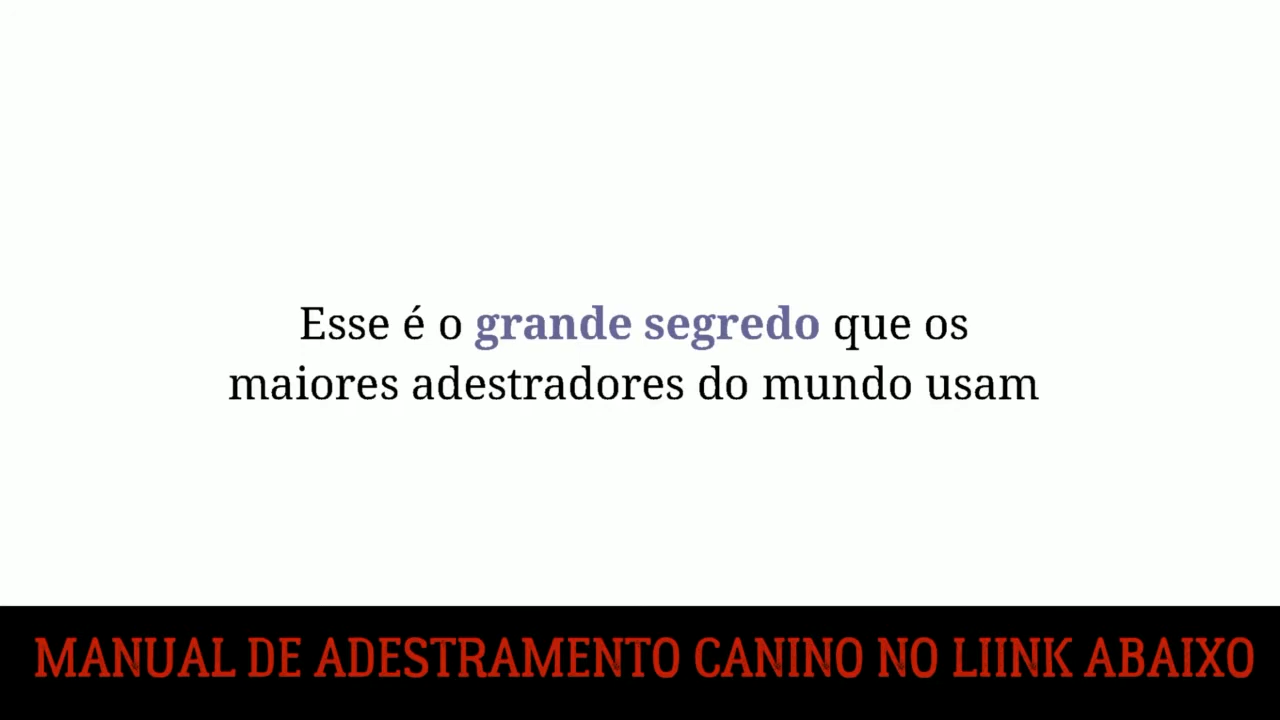 Esse é o grande segredo que os
maiores adestradores do mundo usam
MANUAL DE ADESTRAMENTO CANINO NO LIINK ABAIXO